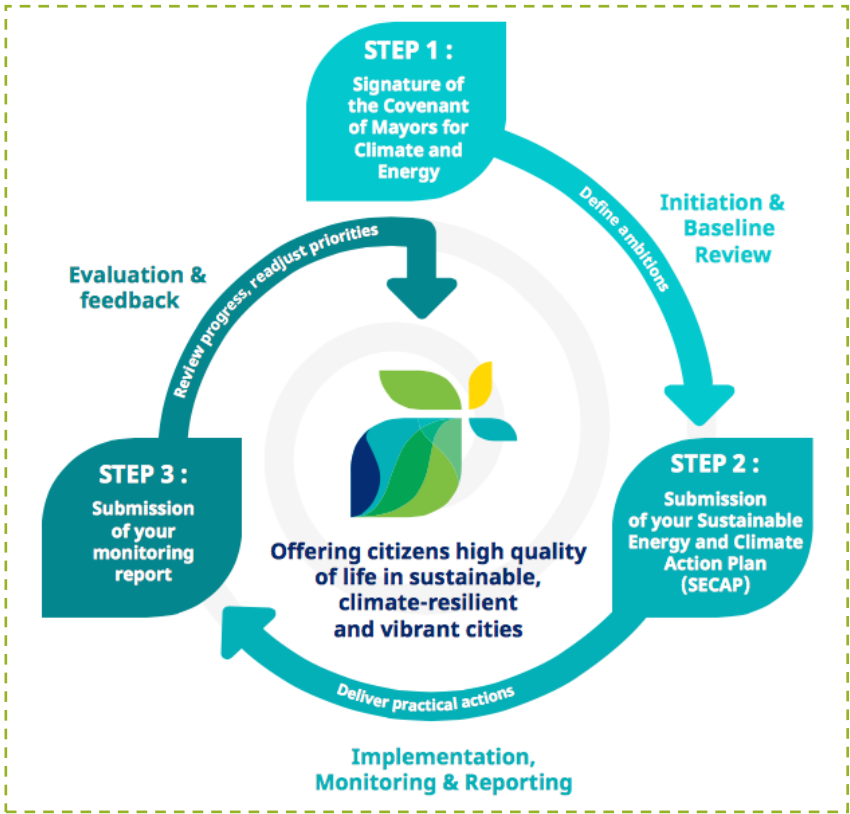 STEP 1 :
Signature of
the Covenant
of Mayors for
Climate and
Energy
Define ambitions
Initiation &
Baseline
Review
STEP 2 :
Submission
of your Sustainable
Energy and Climate
Action Plan
(SECAP)
Deliver practical actions
Implementation,
Monitoring & Reporting
STEP 3 :
Submission
of your
monitoring
report
Review progress, readjust priorities
Evaluation &
feedback
Offering citizens high quality
of life in sustainable,
climate-resilient
and vibrant cities